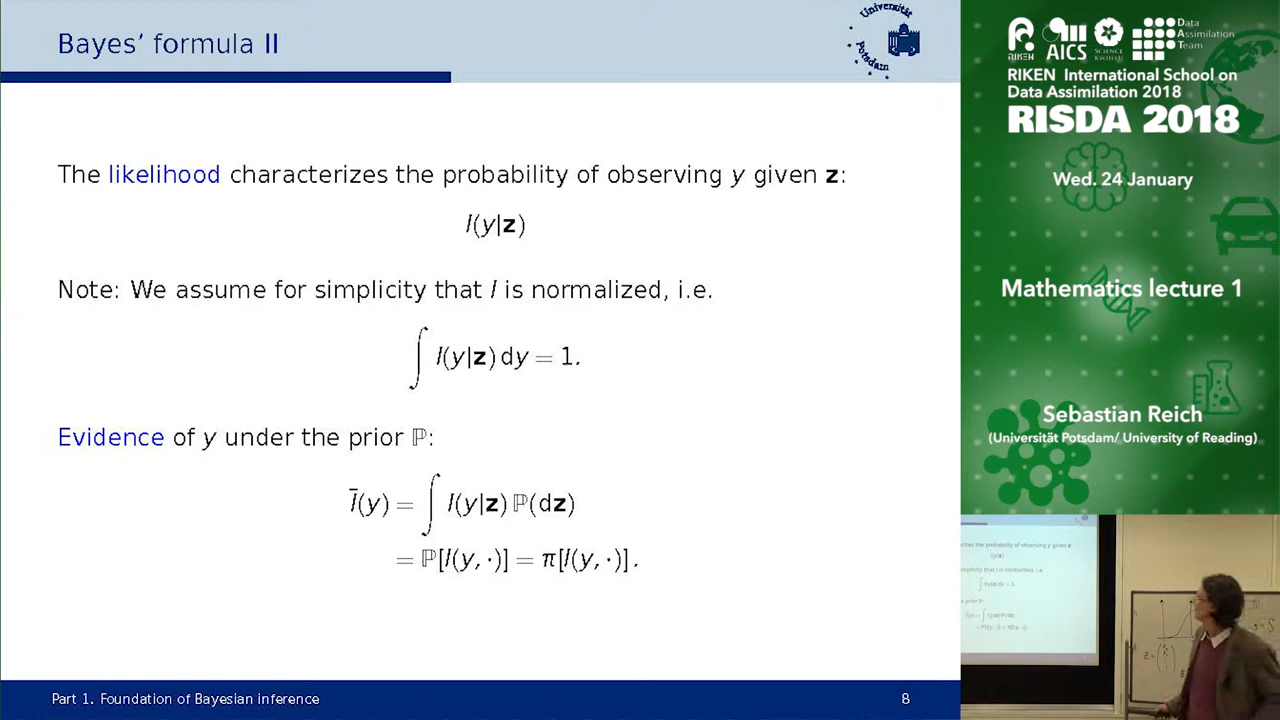 Bayes’ formula II
Universität
Potsdam
The likelihood characterizes the probability of observing y given z:
l(y|z)
Note: We assume for simplicity that l is normalized, i.e.
∫ l(y|z) dy = 1.
Evidence of y under the prior ℙ:
l̄(y) = ∫ l(y|z) ℙ(dz)
= ℙ[l(y, ·)] = π[l(y, ·)].
Part 1. Foundation of Bayesian inference
8
RIKEN
AICS
Data
Assimilation
Team
RIKEN International School on
Data Assimilation 2018
RISDA 2018
Wed. 24 January
Mathematics lecture 1
Sebastian Reich
(Universität Potsdam/ University of Reading)